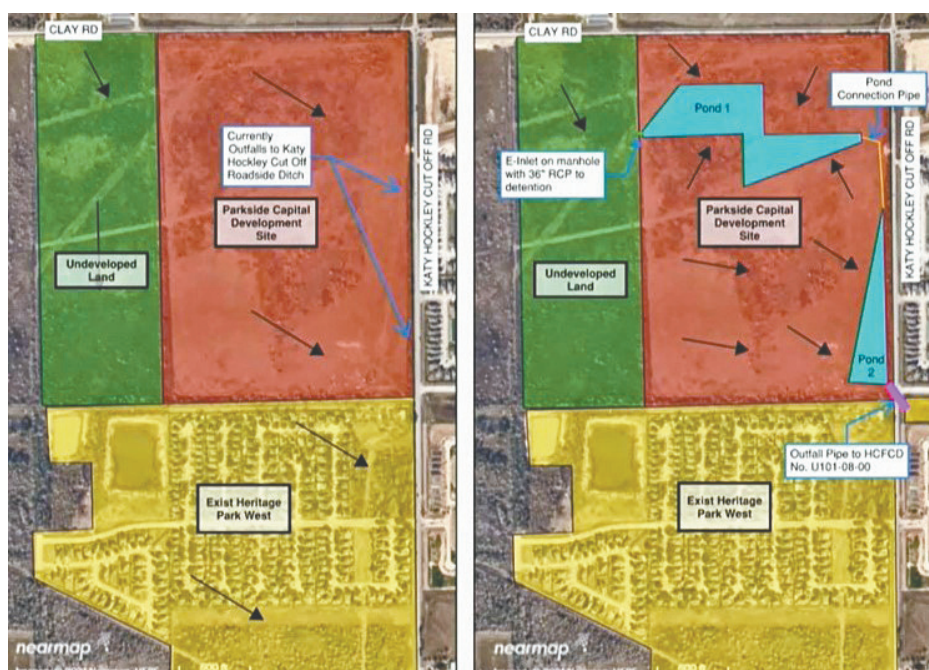 CLAY RD
Currently
Outfalls to Katy
Hockley Cut Off
Roadside Ditch
KATY HOCKLEY CUT OFF RD
Parkside Capital
Development
Site
Undeveloped
Land
Exist Heritage
Park West
nearmap
CLAY RD
Pond 1
Pond
Connection Pipe
E-Inlet on manhole
with 36" RCP to
detention
KATY HOCKLEY CUT OFF RD
Parkside Capital
Development
Site
Undeveloped
Land
Pond
2
Outfall Pipe to HCFCD
No. U101-08-00
Exist Heritage
Park West
nearmap